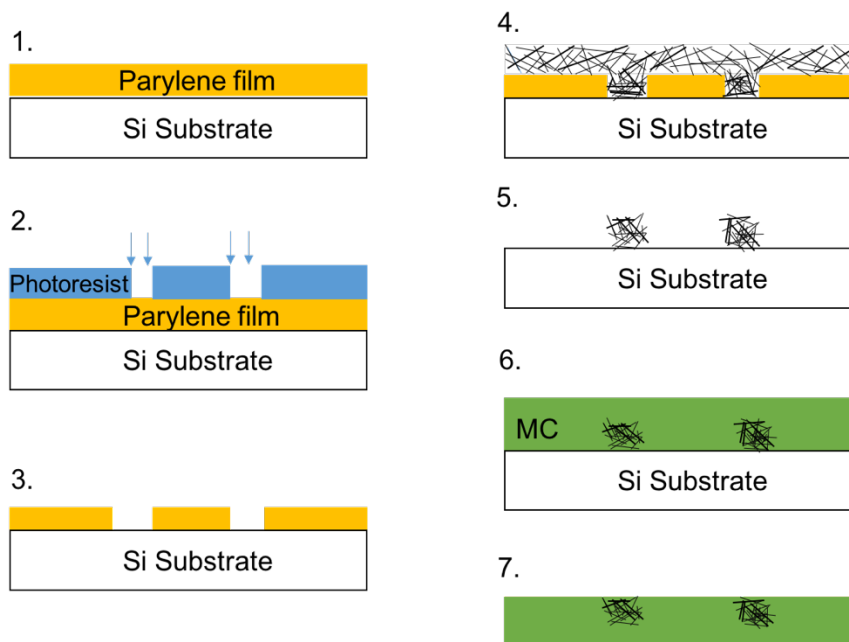 1.
Parylene film
Si Substrate
2.
Photoresist
Parylene film
Si Substrate
3.
Si Substrate
4.
Si Substrate
5.
Si Substrate
6.
MC
Si Substrate
7.